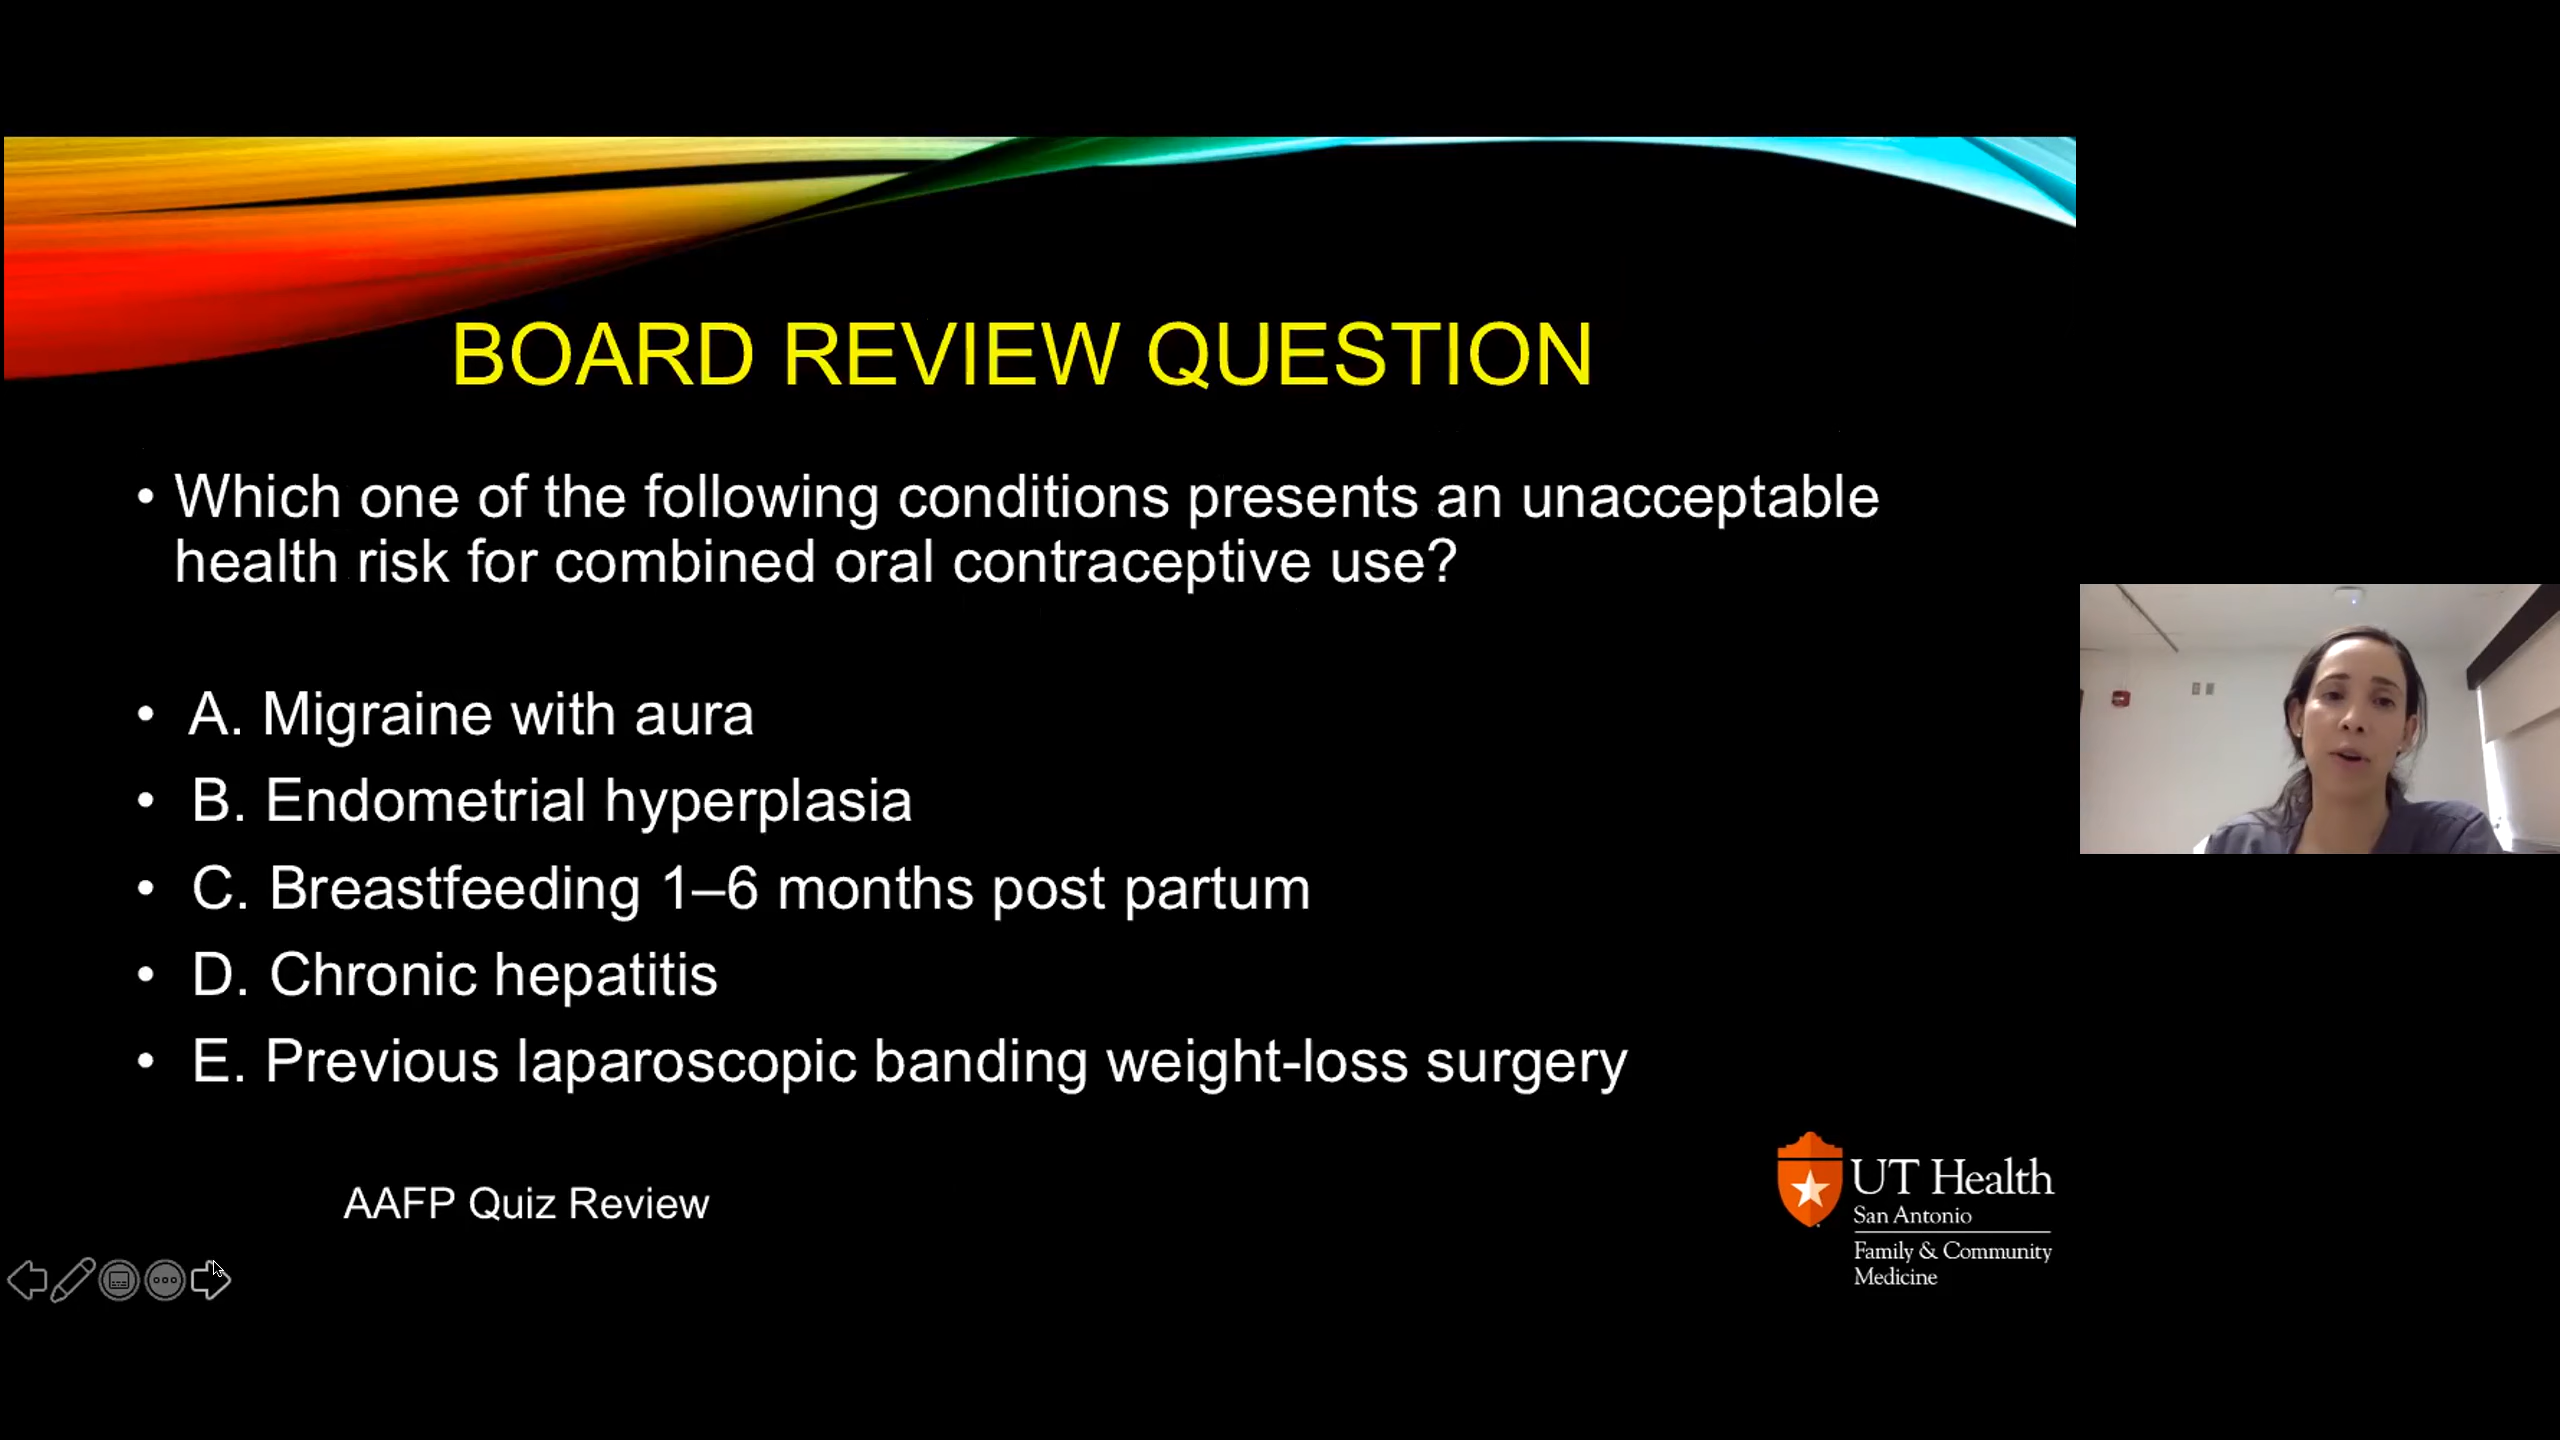 BOARD REVIEW QUESTION
• Which one of the following conditions presents an unacceptable
health risk for combined oral contraceptive use?
• A. Migraine with aura
• B. Endometrial hyperplasia
• C. Breastfeeding 1–6 months post partum
• D. Chronic hepatitis
• E. Previous laparoscopic banding weight-loss surgery
AAFP Quiz Review
UT Health
San Antonio
Family & Community
Medicine